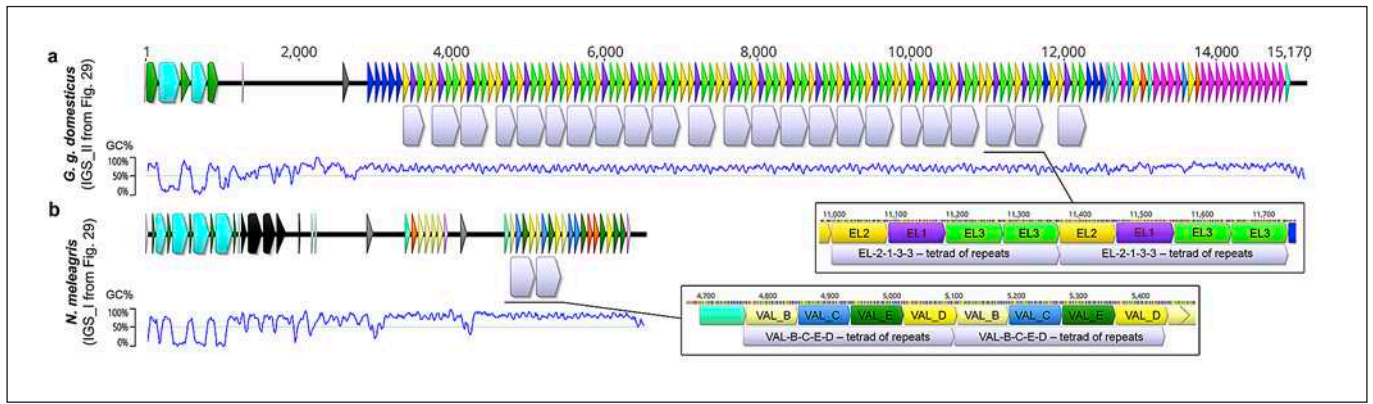 a
1 2,000 4,000 6,000 8,000 10,000 12,000 14,000 15,170
G. g. domesticus
(IGS_II from Fig. 29)
GC%
100%
50%
0%
b
N. meleagris
(IGS_I from Fig. 29)
GC%
100%
50%
0%
11,000 11,100 11,200 11,300 11,400 11,500 11,600 11,700
EL2 EL1 EL3 EL3 EL2 EL1 EL3 EL3
EL-2-1-3-3 – tetrad of repeats EL-2-1-3-3 – tetrad of repeats
4,700 4,800 4,900 5,000 5,100 5,200 5,300 5,400
VAL_B VAL_C VAL_E VAL_D VAL_B VAL_C VAL_E VAL_D
VAL-B-C-E-D – tetrad of repeats VAL-B-C-E-D – tetrad of repeats